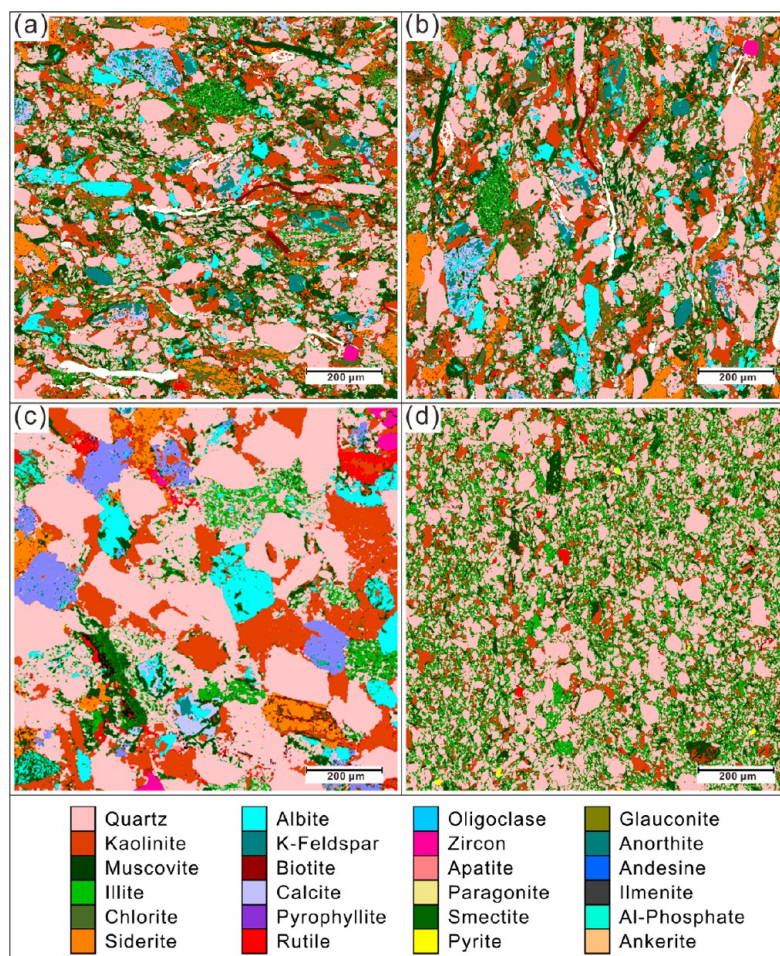 (a) (b)
200 µm 200 µm
(c) (d)
200 µm 200 µm
Quartz Albite Oligoclase Glauconite
Kaolinite K-Feldspar Zircon Anorthite
Muscovite Biotite Apatite Andesine
Illite Calcite Paragonite Ilmenite
Chlorite Pyrophyllite Smectite Al-Phosphate
Siderite Rutile Pyrite Ankerite